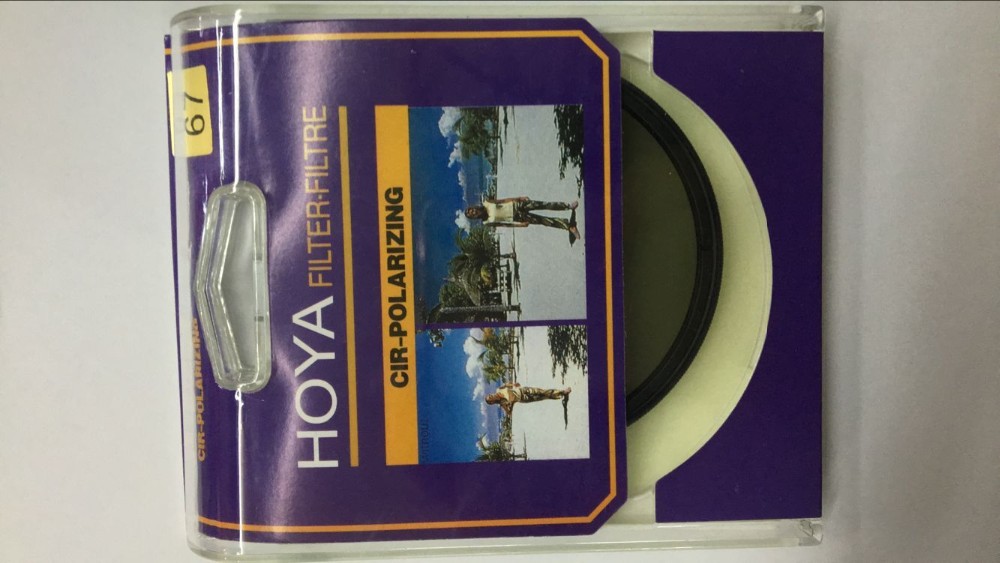 67
CIR-POLARIZING
HOYA FILTER·FILTRE
CIR-POLARIZING